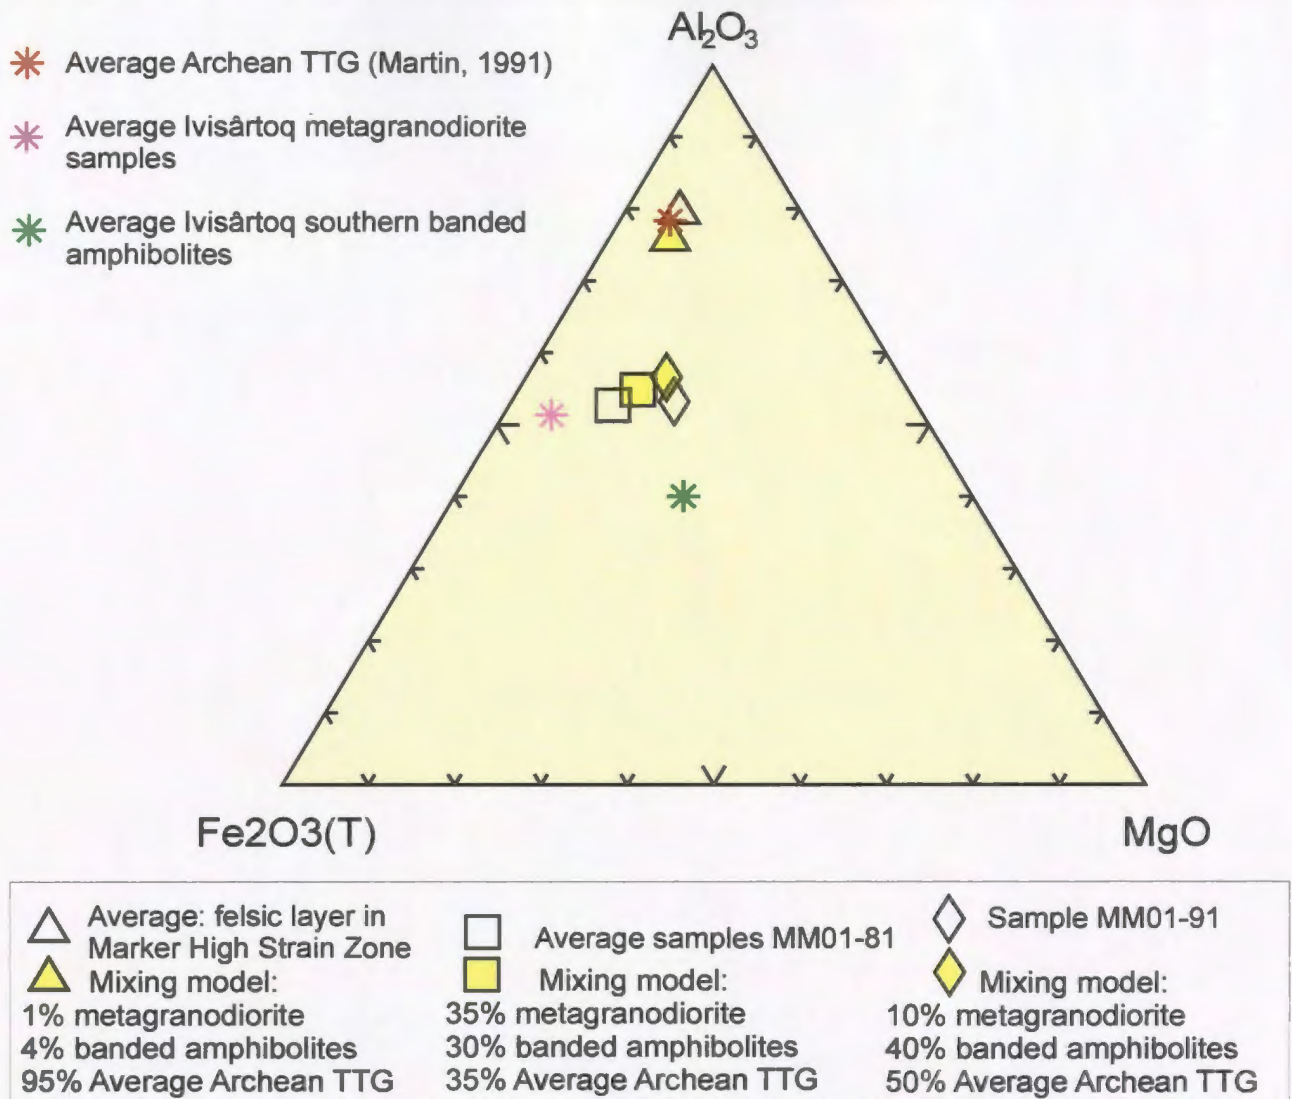 Al₂O₃
Average Archean TTG (Martin, 1991)
Average Ivisârtoq metagranodiorite
samples
Average Ivisârtoq southern banded
amphibolites
Fe2O3(T)
MgO
Average: felsic layer in
Marker High Strain Zone
Mixing model:
1% metagranodiorite
4% banded amphibolites
95% Average Archean TTG
Average samples MM01-81
Mixing model:
35% metagranodiorite
30% banded amphibolites
35% Average Archean TTG
Sample MM01-91
Mixing model:
10% metagranodiorite
40% banded amphibolites
50% Average Archean TTG